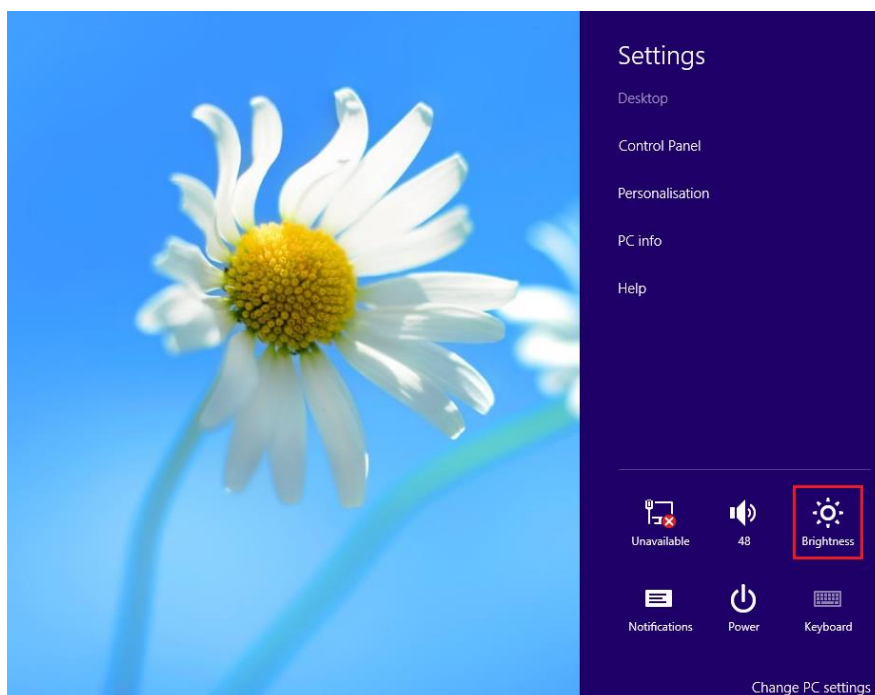 Settings
Desktop
Control Panel
Personalisation
PC info
Help
Unavailable
48
Brightness
Notifications
Power
Keyboard
Change PC settings